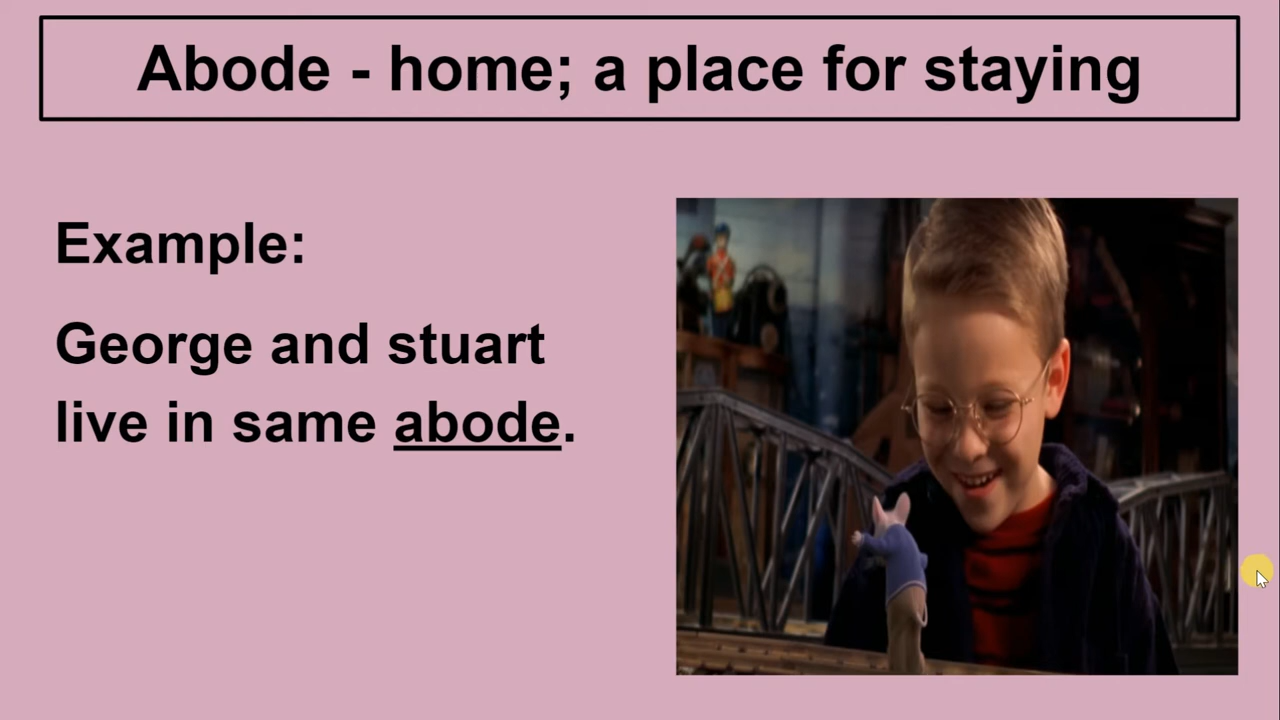 Abode - home; a place for staying
Example:
George and stuart
live in same abode.